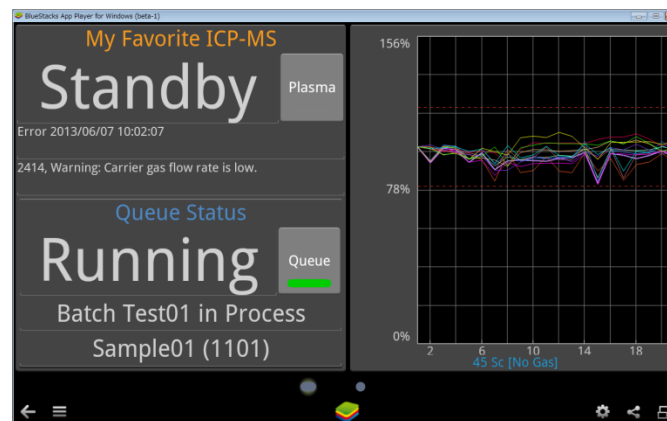 BlueStacks App Player for Windows (beta-1)
My Favorite ICP-MS
Standby
Plasma
Error 2013/06/07 10:02:07
2414, Warning: Carrier gas flow rate is low.
Queue Status
Running
Queue
Batch Test01 in Process
Sample01 (1101)
156%
78%
0%
2 6 10 14 18
45 Sc [No Gas]